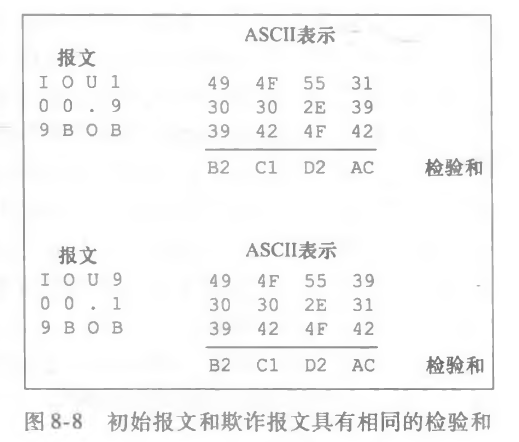 ASCII表示
报文
I O U 1 49 4F 55 31
0 0 . 9 30 30 2E 39
9 B O B 39 42 4F 42
B2 C1 D2 AC 检验和
报文 ASCII表示
I O U 9 49 4F 55 39
0 0 . 1 30 30 2E 31
9 B O B 39 42 4F 42
B2 C1 D2 AC 检验和
图 8-8 初始报文和欺诈报文具有相同的检验和